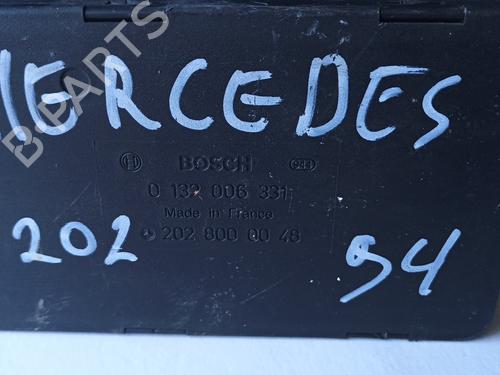 B-PARTS
MERCEDES
BOSCH
0 132 006 331
Made in France
202 800 00 48
202
94